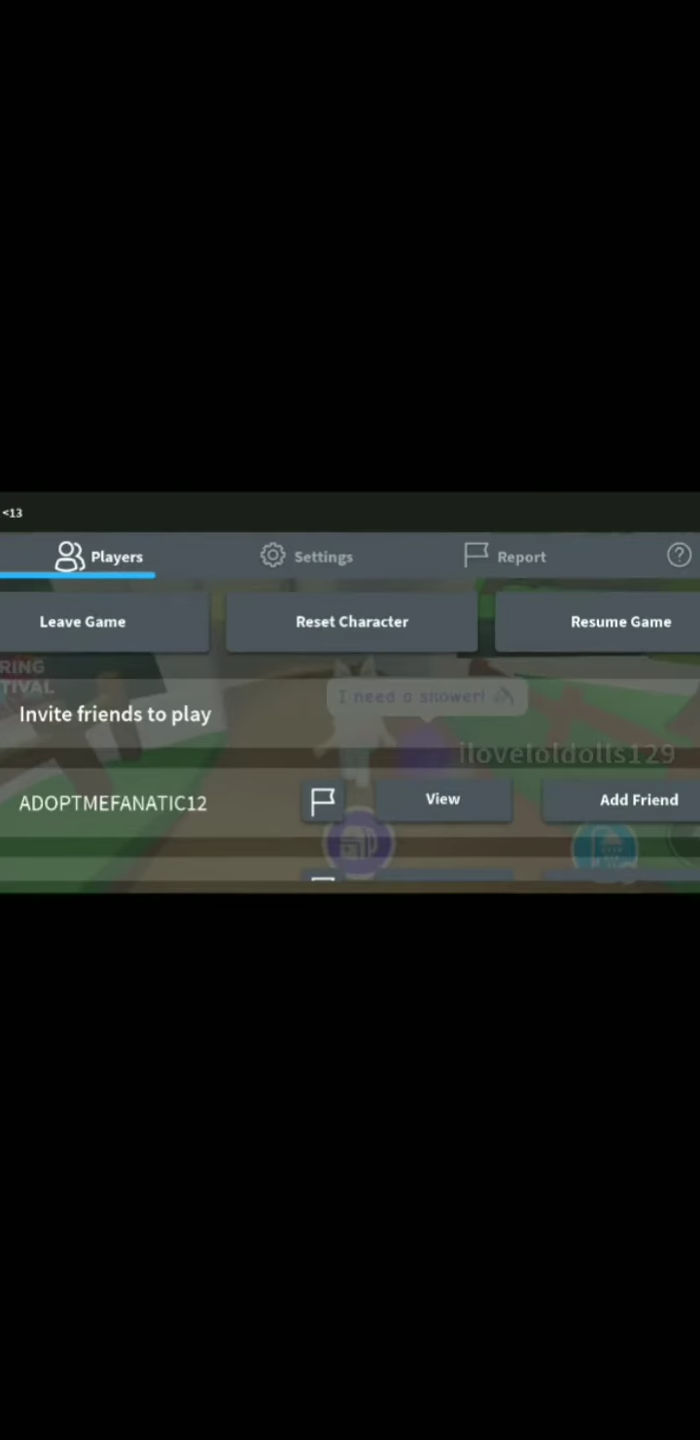 <13
Players
Settings
Report
Leave Game
Reset Character
Resume Game
RING
TIVAL
I need a shower!
Invite friends to play
iloveloldolls129
ADOPTMEFANATIC12
View
Add Friend